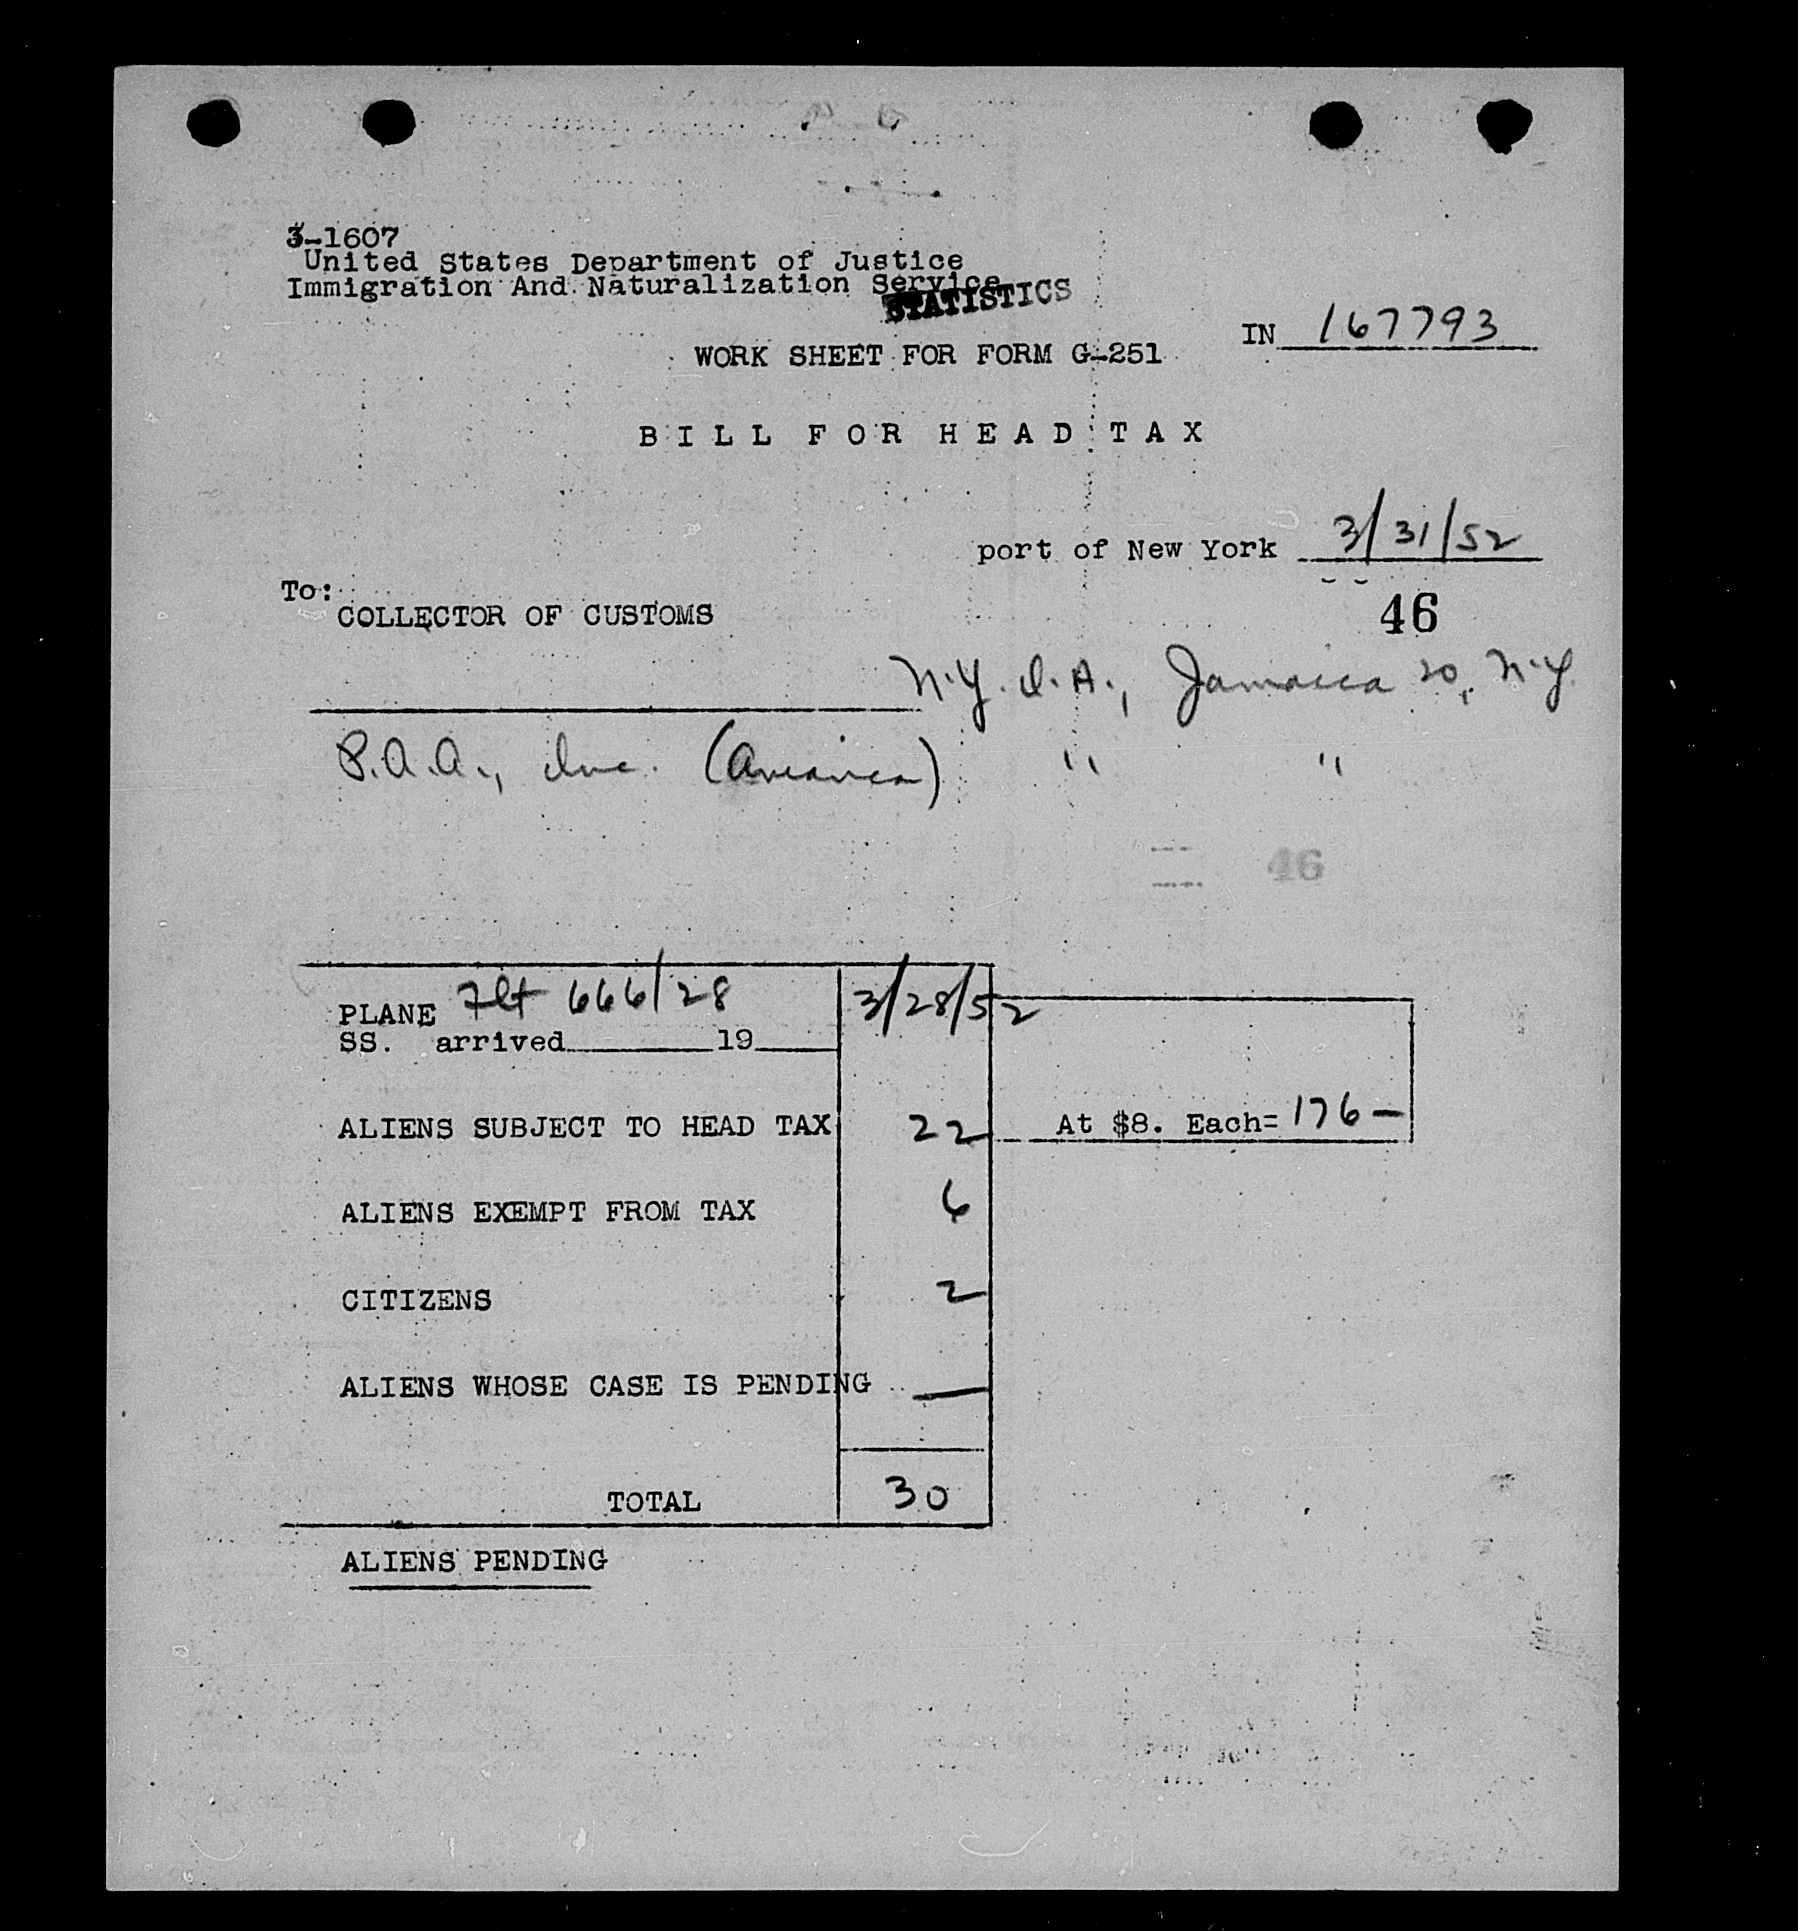 3-1607
United States Department of Justice
Immigration And Naturalization Service
STATISTICS
IN 167793
WORK SHEET FOR FORM G-251
BILL FOR HEAD TAX
port of New York 3/31/52
To:
COLLECTOR OF CUSTOMS
46
N.Y.I.A., Jamaica 20, N.Y.
P.A.A., Inc. (Avianca) " "
46
PLANE Flt 666/28 3/28/52
SS. arrived 19
ALIENS SUBJECT TO HEAD TAX 22 At $8. Each= 176 —
ALIENS EXEMPT FROM TAX 6
CITIZENS 2
ALIENS WHOSE CASE IS PENDING —
TOTAL 30
ALIENS PENDING